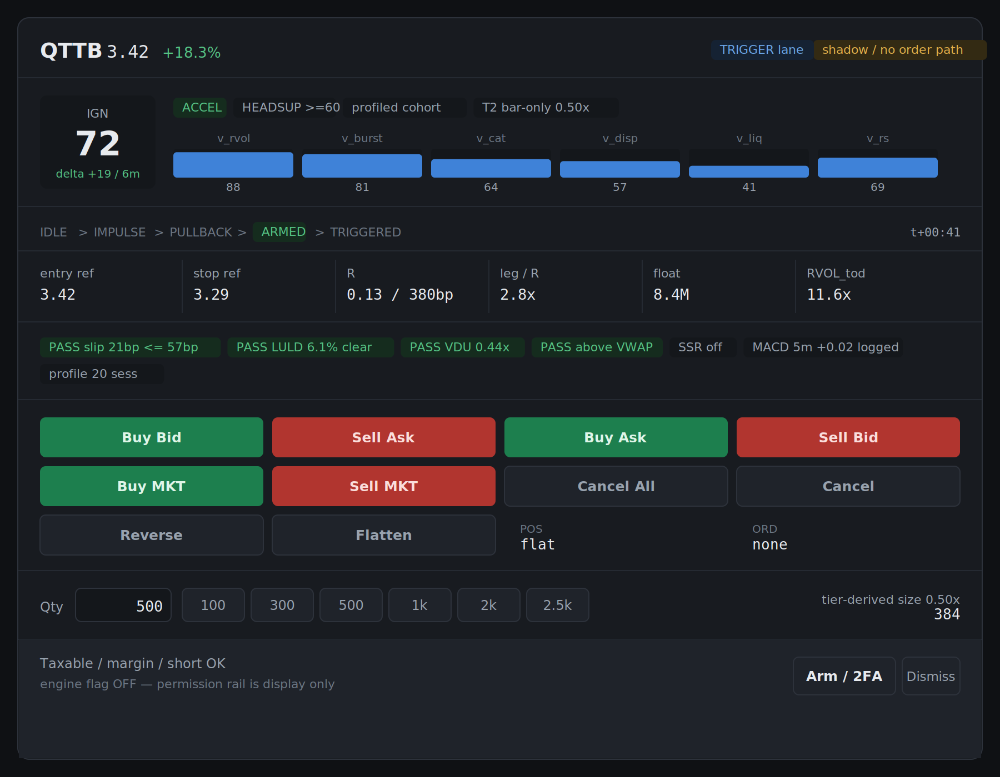 QTTB 3.42 +18.3% TRIGGER lane shadow / no order path
IGN
72
delta +19 / 6m
ACCEL HEADSUP >=60 profiled cohort T2 bar-only 0.50x
v_rvol v_burst v_cat v_disp v_liq v_rs
88 81 64 57 41 69
IDLE > IMPULSE > PULLBACK > ARMED > TRIGGERED t+00:41
entry ref stop ref R leg / R float RVOL_tod
3.42 3.29 0.13 / 380bp 2.8x 8.4M 11.6x
PASS slip 21bp <= 57bp PASS LULD 6.1% clear PASS VDU 0.44x PASS above VWAP SSR off MACD 5m +0.02 logged
profile 20 sess
Buy Bid Sell Ask Buy Ask Sell Bid
Buy MKT Sell MKT Cancel All Cancel
Reverse Flatten
POS ORD
flat none
Qty 500 100 300 500 1k 2k 2.5k
tier-derived size 0.50x
384
Taxable / margin / short OK
engine flag OFF — permission rail is display only
Arm / 2FA Dismiss